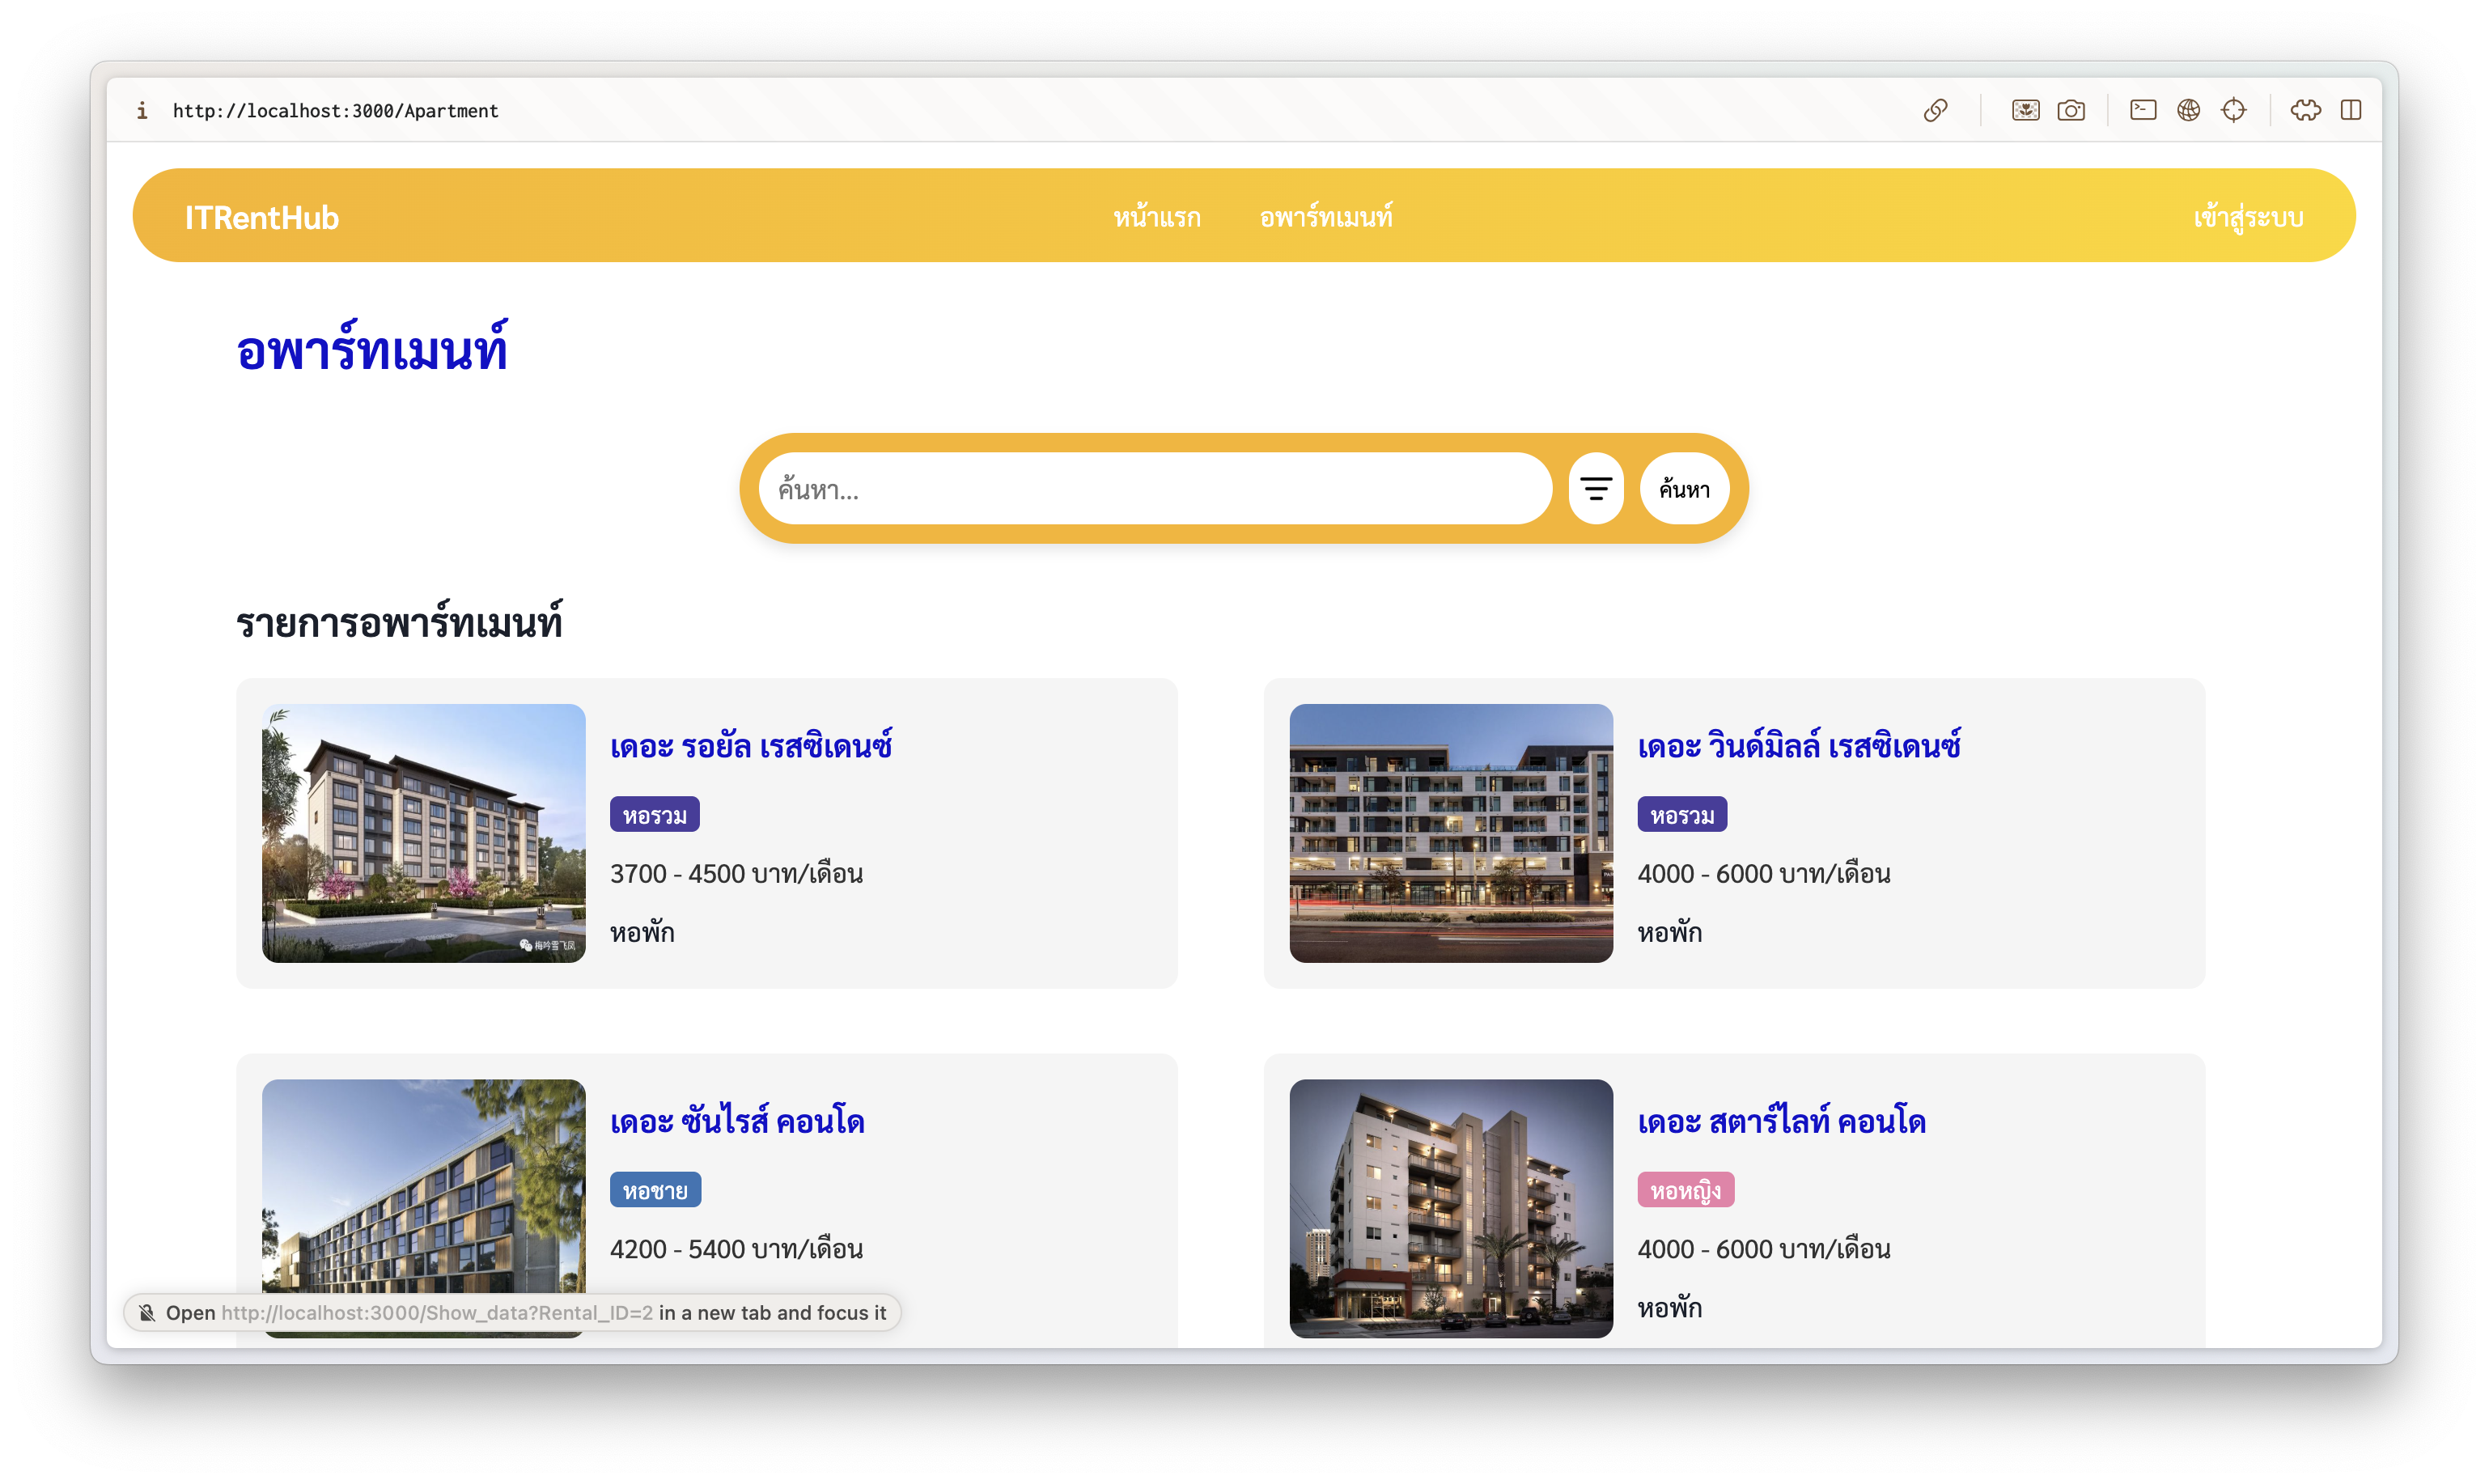 http://localhost:3000/Apartment
ITRentHub
หน้าแรก
อพาร์ทเมนท์
เข้าสู่ระบบ
อพาร์ทเมนท์
ค้นหา...
ค้นหา
รายการอพาร์ทเมนท์
เดอะ รอยัล เรสซิเดนซ์
หอรวม
3700 - 4500 บาท/เดือน
หอพัก
梅吟雪飞凤
เดอะ วินด์มิลล์ เรสซิเดนซ์
หอรวม
4000 - 6000 บาท/เดือน
หอพัก
เดอะ ซันไรส์ คอนโด
หอชาย
4200 - 5400 บาท/เดือน
เดอะ สตาร์ไลท์ คอนโด
หอหญิง
4000 - 6000 บาท/เดือน
หอพัก
Open http://localhost:3000/Show_data?Rental_ID=2 in a new tab and focus it